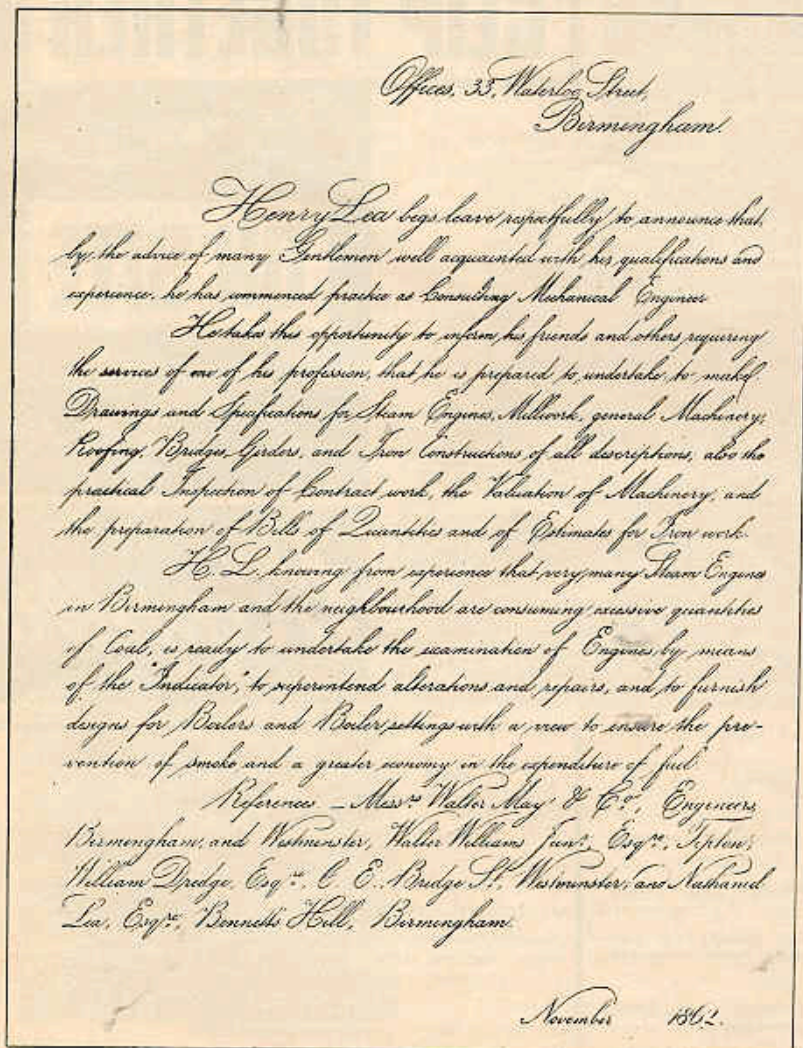 Offices, 33, Waterloo Street,
Birmingham.
Henry Lea begs leave respectfully to announce that,
by the advice of many Gentlemen well acquainted with his qualifications and
experience, he has commenced practice as Consulting Mechanical Engineer
He takes this opportunity to inform his friends and others requiring
the services of one of his profession, that he is prepared to undertake to make
Drawings and Specifications for Steam Engines, Millwork, general Machinery,
Roofing, Bridges, Girders, and Iron Constructions of all descriptions, also the
practical Inspection of Contract work, the Valuation of Machinery, and
the preparation of Bills of Quantities and of Estimates for Iron work.
H. L. knowing from experience that very many Steam Engines
in Birmingham and the neighbourhood are consuming excessive quantities
of Coal, is ready to undertake the examination of Engines by means
of the "Indicator", to superintend alterations and repairs, and to furnish
designs for Boilers and Boiler settings with a view to ensure the pre-
vention of smoke and a greater economy in the expenditure of fuel.
References – Messrs. Walter May & Co., Engineers,
Birmingham, and Westminster, Walter Williams Junr., Esqre., Tipton,
William Dredge, Esqre., C. E. Bridge St., Westminster, and Nathaniel
Lea, Esqre., Bennetts Hill, Birmingham.
November 1862.